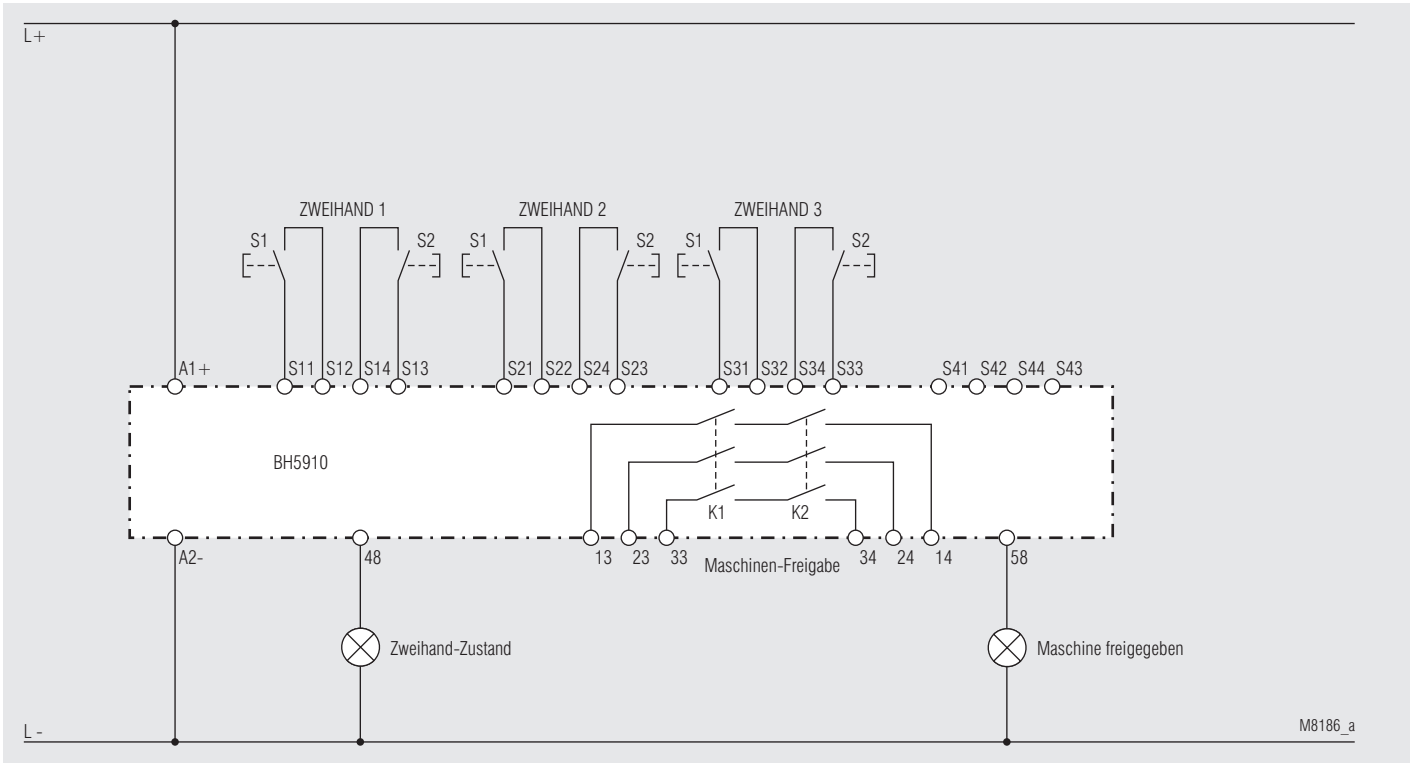 L+
ZWEIHAND 1 ZWEIHAND 2 ZWEIHAND 3
S1 S2 S1 S2 S1 S2
A1+ S11 S12 S14 S13 S21 S22 S24 S23 S31 S32 S34 S33 S41 S42 S44 S43
BH5910
K1 K2
A2- 48 13 23 33 Maschinen-Freigabe 34 24 14 58
Zweihand-Zustand Maschine freigegeben
L - M8186_a